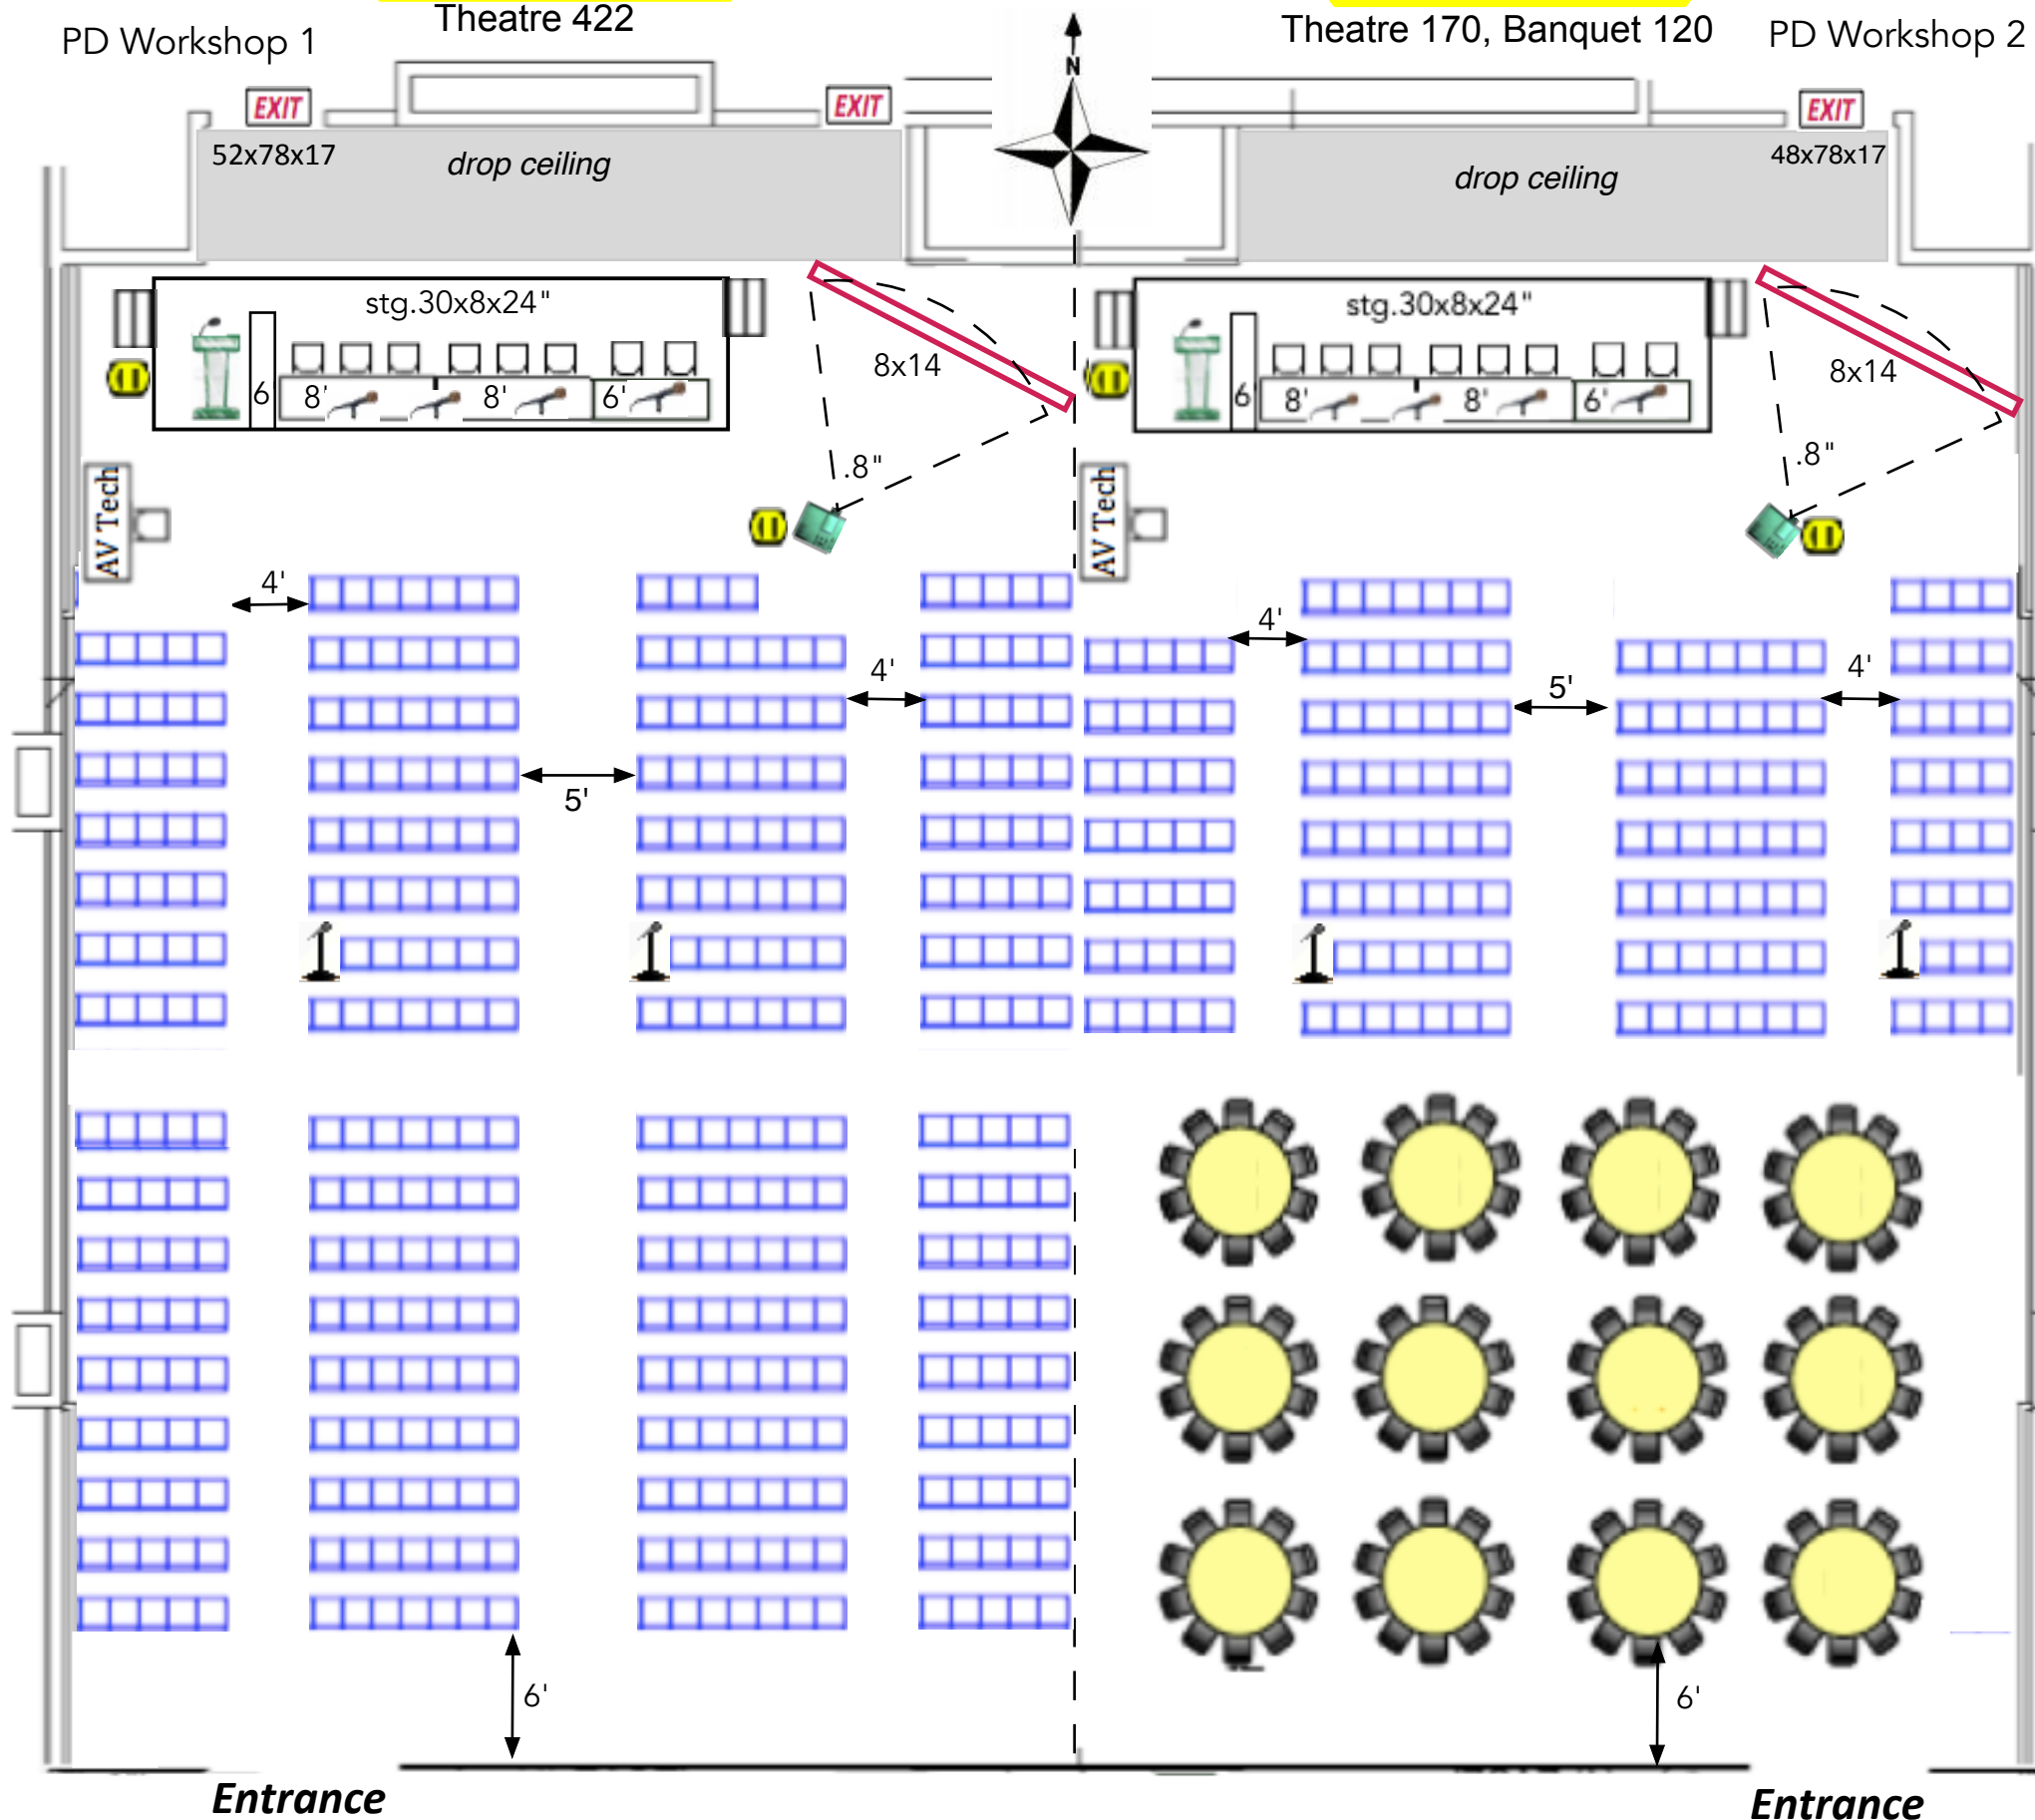 PD Workshop 1
Theatre 422
Theatre 170, Banquet 120
PD Workshop 2
N
EXIT
EXIT
EXIT
52x78x17
drop ceiling
drop ceiling
48x78x17
stg.30x8x24"
6
8'
8'
6'
8x14
.8"
stg.30x8x24"
6
8'
8'
6'
8x14
.8"
AV Tech
AV Tech
4'
4'
5'
4'
5'
4'
6'
6'
Entrance
Entrance